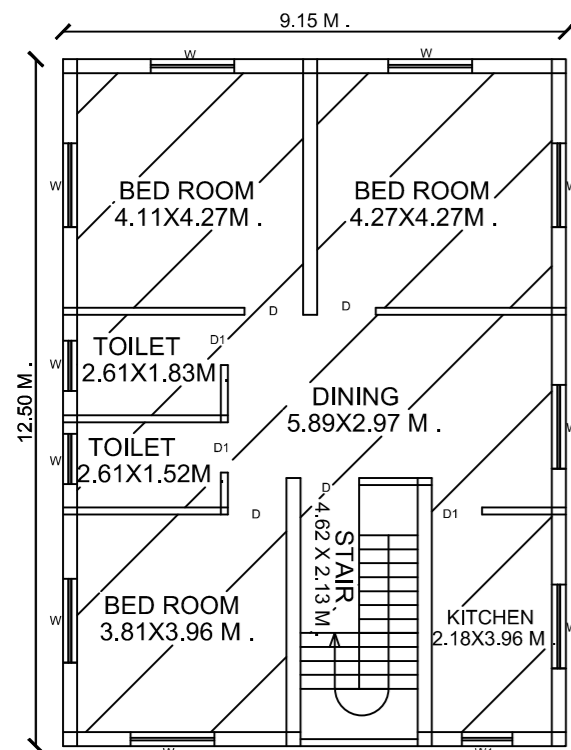 9.15 M .
W
W
12.50 M .
W
W
BED ROOM
4.11X4.27M .
BED ROOM
4.27X4.27M .
D
D
D1
W
TOILET
2.61X1.83M .
DINING
5.89X2.97 M .
W
D1
TOILET
2.61X1.52M .
W
D
D
D1
STAIR
4.62 X 2.13 M .
W
BED ROOM
3.81X3.96 M .
KITCHEN
2.18X3.96 M .
W
W
W1